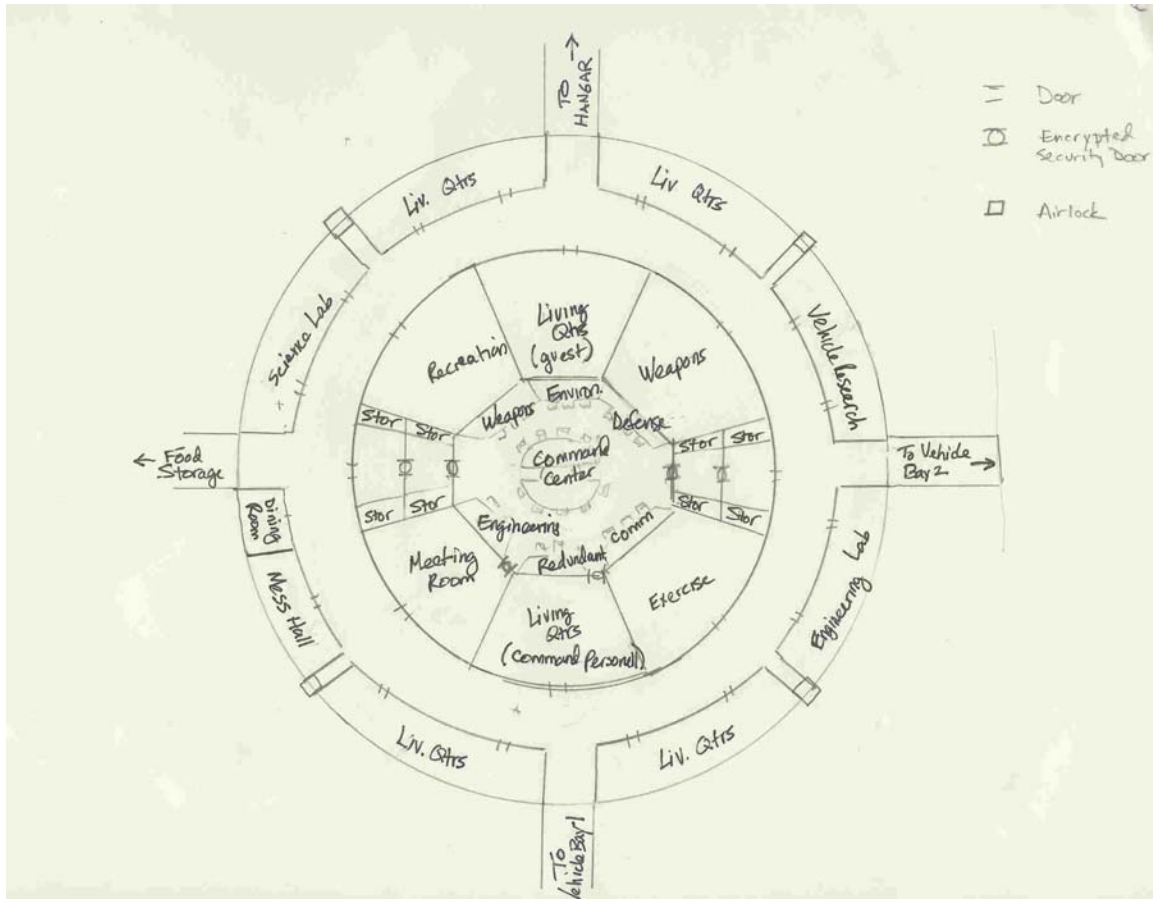 TO
HANGAR
Door
Encrypted
Security Door
Airlock
Liv. Qtrs
Liv Qtrs
Science Lab
Vehicle Research
Living
Qtrs
(guest)
Recreation
Weapons
Environ.
Weapons
Defense
Stor
Stor
Stor
Stor
Command
Center
Food
Storage
To Vehicle
Bay 2
Stor
Stor
Stor
Stor
Dining
Room
Engineering
Comm
Redundant
Meeting
Room
Exercise
Engineering Lab
Mess Hall
Living
Qtrs
(Command Personell)
Liv. Qtrs
Liv. Qtrs
To
Vehicle Bay 1